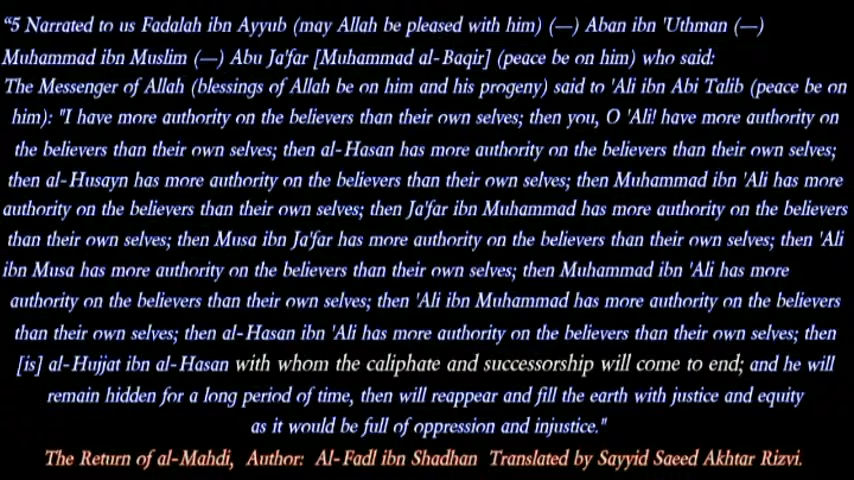 “5 Narrated to us Fadalah ibn Ayyub (may Allah be pleased with him) (—) Aban ibn 'Uthman (—)
Muhammad ibn Muslim (—) Abu Ja'far [Muhammad al-Baqir] (peace be on him) who said:
The Messenger of Allah (blessings of Allah be on him and his progeny) said to 'Ali ibn Abi Talib (peace be on
him): "I have more authority on the believers than their own selves; then you, O 'Ali! have more authority on
the believers than their own selves; then al-Hasan has more authority on the believers than their own selves;
then al-Husayn has more authority on the believers than their own selves; then Muhammad ibn 'Ali has more
authority on the believers than their own selves; then Ja'far ibn Muhammad has more authority on the believers
than their own selves; then Musa ibn Ja'far has more authority on the believers than their own selves; then 'Ali
ibn Musa has more authority on the believers than their own selves; then Muhammad ibn 'Ali has more
authority on the believers than their own selves; then 'Ali ibn Muhammad has more authority on the believers
than their own selves; then al-Hasan ibn 'Ali has more authority on the believers than their own selves; then
[is] al-Hujjat ibn al-Hasan with whom the caliphate and successorship will come to end; and he will
remain hidden for a long period of time, then will reappear and fill the earth with justice and equity
as it would be full of oppression and injustice."
The Return of al-Mahdi, Author: Al-Fadl ibn Shadhan Translated by Sayyid Saeed Akhtar Rizvi.